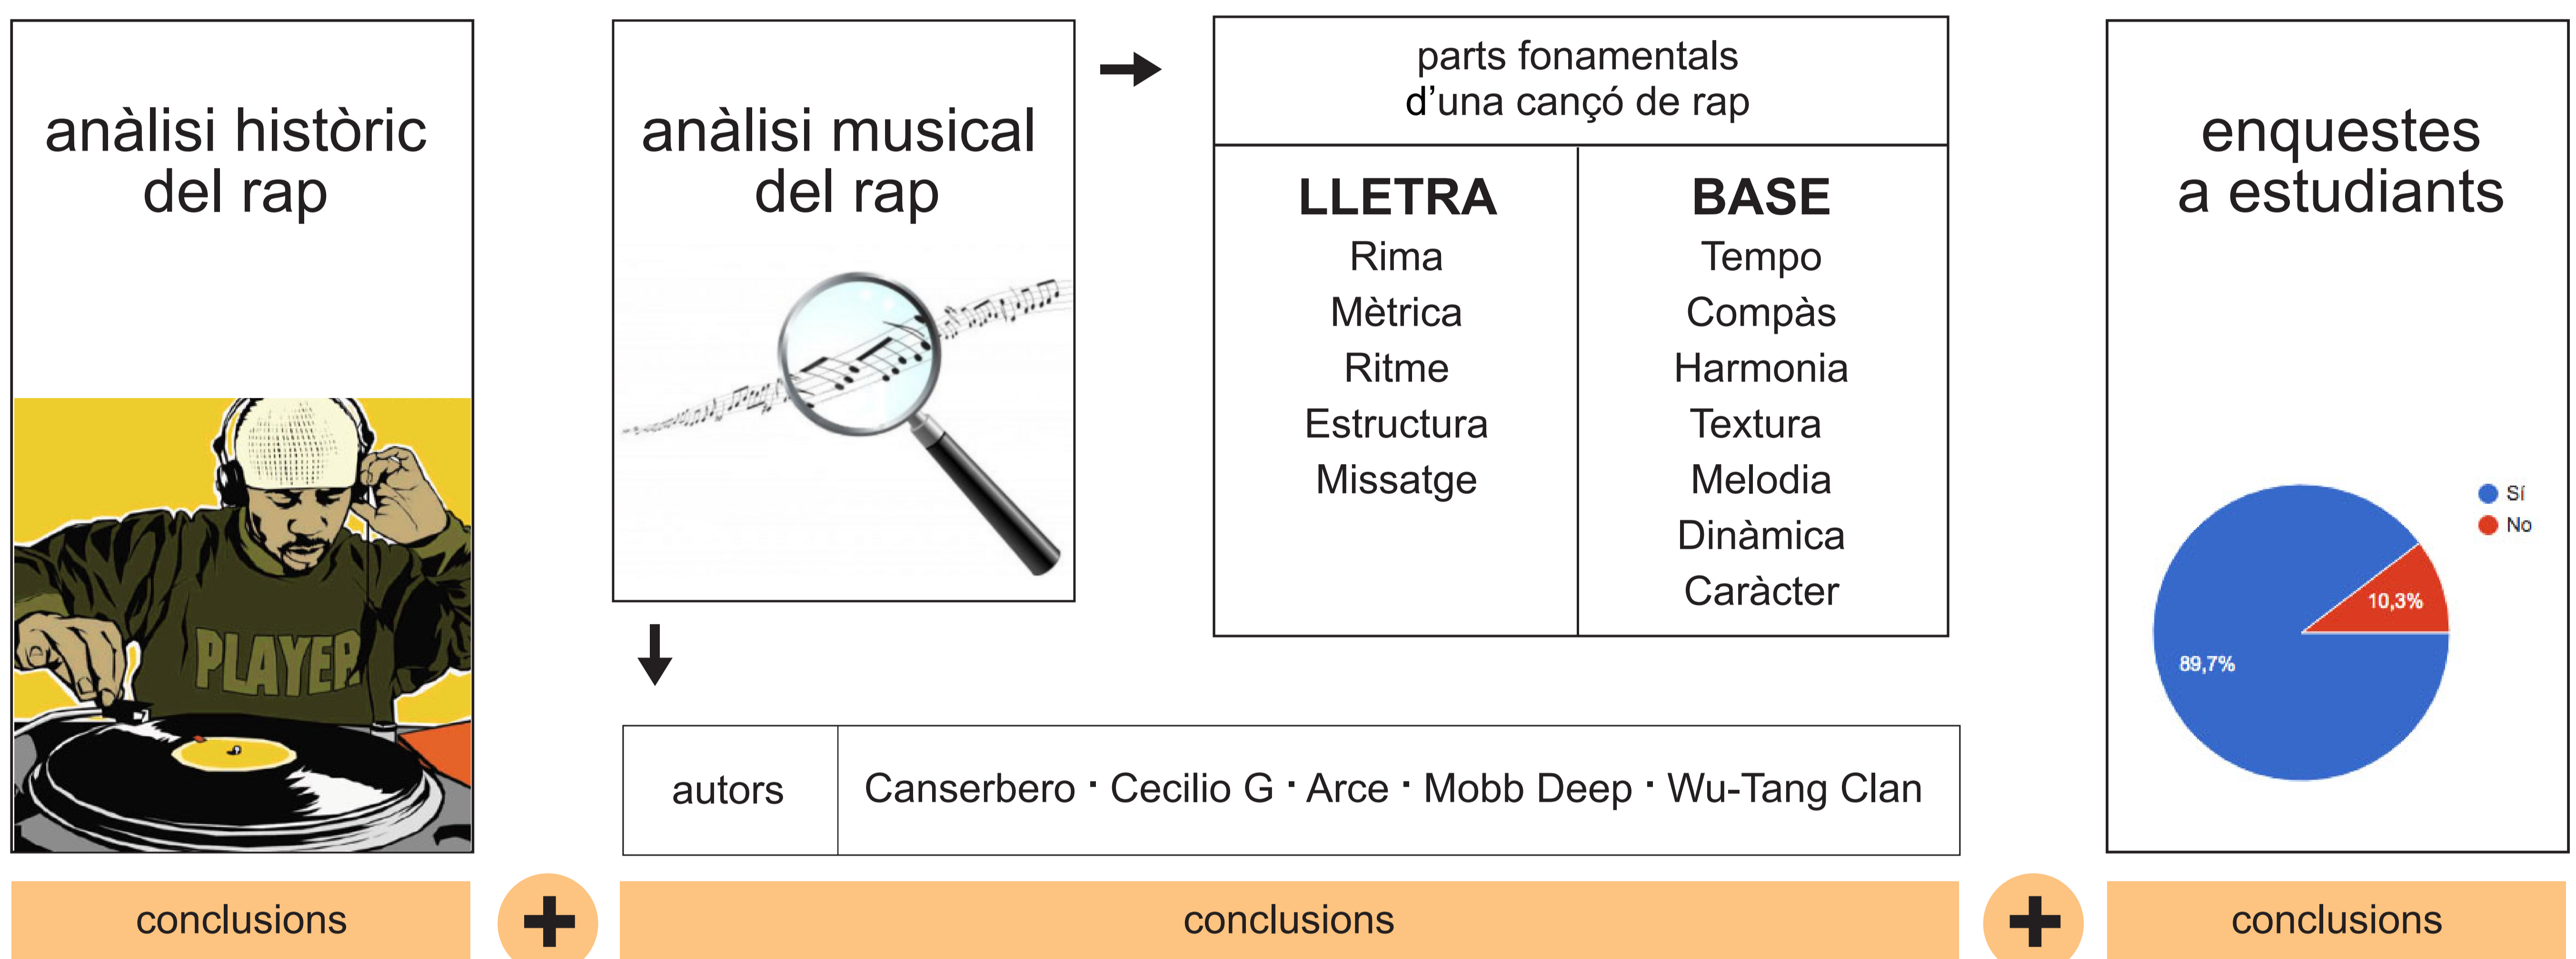 anàlisi històric
del rap
PLAYER
conclusions
anàlisi musical
del rap
parts fonamentals
d'una cançó de rap
LLETRA
Rima
Mètrica
Ritme
Estructura
Missatge
BASE
Tempo
Compàs
Harmonia
Textura
Melodia
Dinàmica
Caràcter
autors
Canserbero · Cecilio G · Arce · Mobb Deep · Wu-Tang Clan
conclusions
enquestes
a estudiants
Sí
No
10,3%
89,7%
conclusions